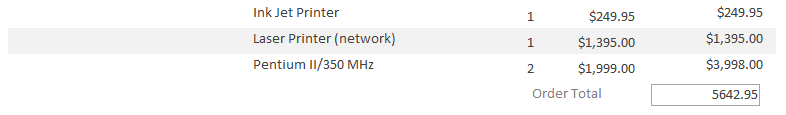 Ink Jet Printer 1 $249.95 $249.95
Laser Printer (network) 1 $1,395.00 $1,395.00
Pentium II/350 MHz 2 $1,999.00 $3,998.00
Order Total 5642.95